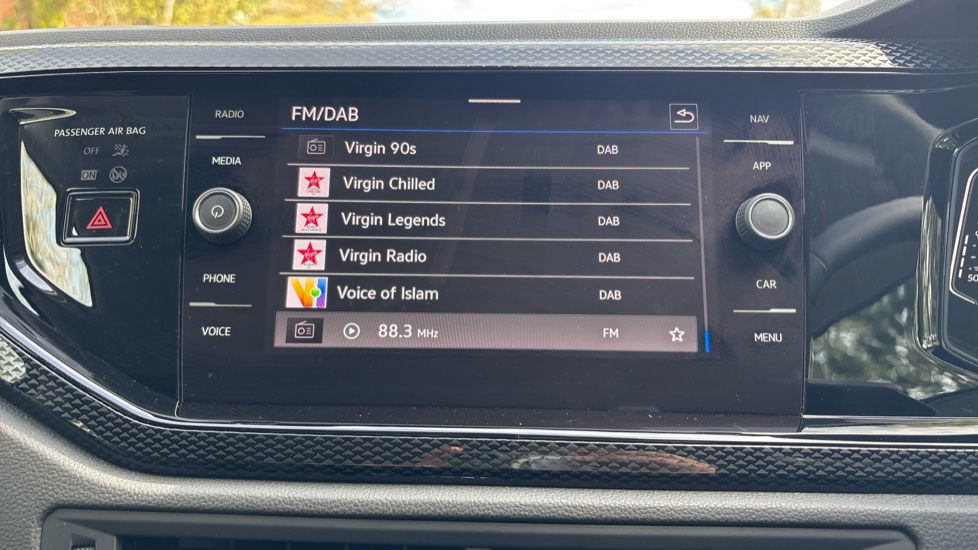 PASSENGER AIR BAG
OFF
ON
RADIO
MEDIA
PHONE
VOICE
FM/DAB
Virgin 90s DAB
Virgin Chilled DAB
Virgin Legends DAB
Virgin Radio DAB
Voice of Islam DAB
88.3 MHz FM
NAV
APP
CAR
MENU
50